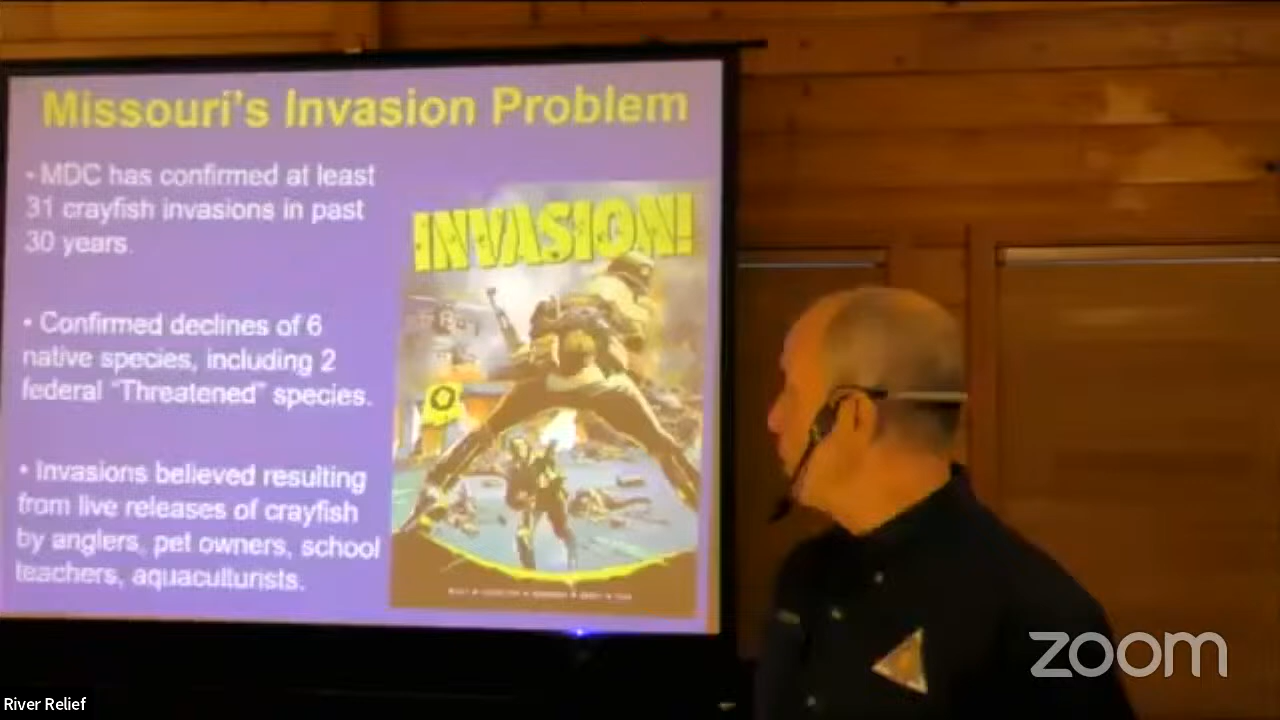 Missouri's Invasion Problem
- MDC has confirmed at least
31 crayfish invasions in past
30 years.
• Confirmed declines of 6
native species, including 2
federal "Threatened" species.
• Invasions believed resulting
from live releases of crayfish
by anglers, pet owners, school
teachers, aquaculturists.
INVASION!
zoom
River Relief